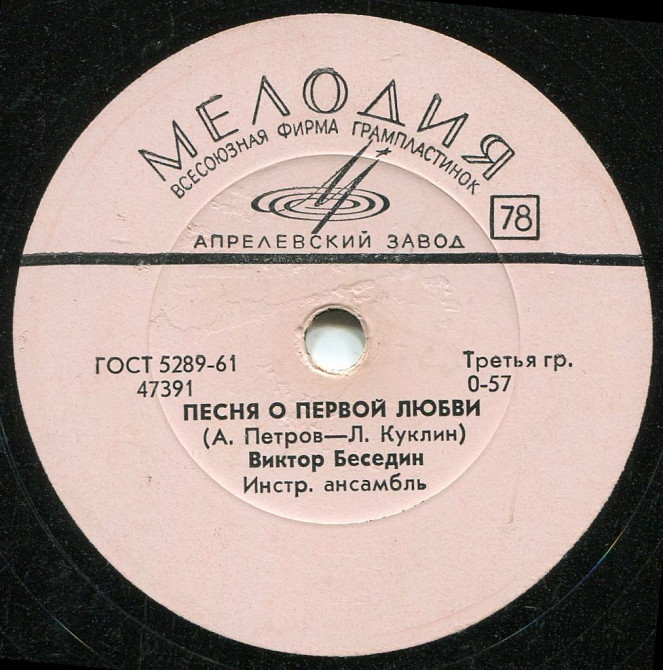 МЕЛОДИЯ
ВСЕСОЮЗНАЯ ФИРМА ГРАМПЛАСТИНОК
78
АПРЕЛЕВСКИЙ ЗАВОД
ГОСТ 5289-61 Третья гр.
47391 0-57
ПЕСНЯ О ПЕРВОЙ ЛЮБВИ
(А. Петров—Л. Куклин)
Виктор Беседин
Инстр. ансамбль